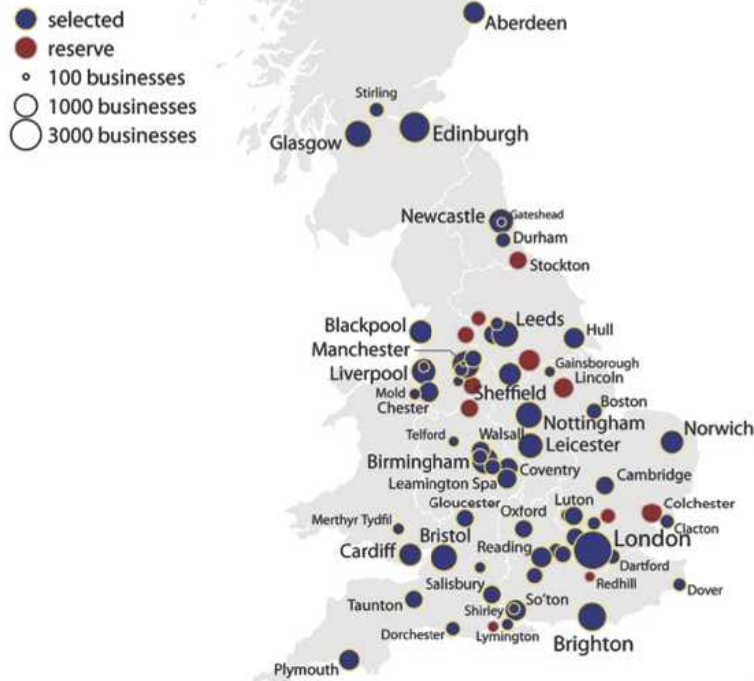 selected
reserve
100 businesses
1000 businesses
3000 businesses
Aberdeen
Stirling
Glasgow
Edinburgh
Newcastle
Gateshead
Durham
Stockton
Blackpool
Leeds
Hull
Manchester
Liverpool
Gainsborough
Lincoln
Mold
Sheffield
Chester
Boston
Nottingham
Norwich
Telford
Walsall
Leicester
Birmingham
Coventry
Leamington Spa
Cambridge
Gloucester
Oxford
Luton
Colchester
Merthyr Tydfil
Clacton
Cardiff
Bristol
Reading
London
Dartford
Salisbury
Redhill
Dover
Taunton
Shirley
So'ton
Dorchester
Lymington
Brighton
Plymouth